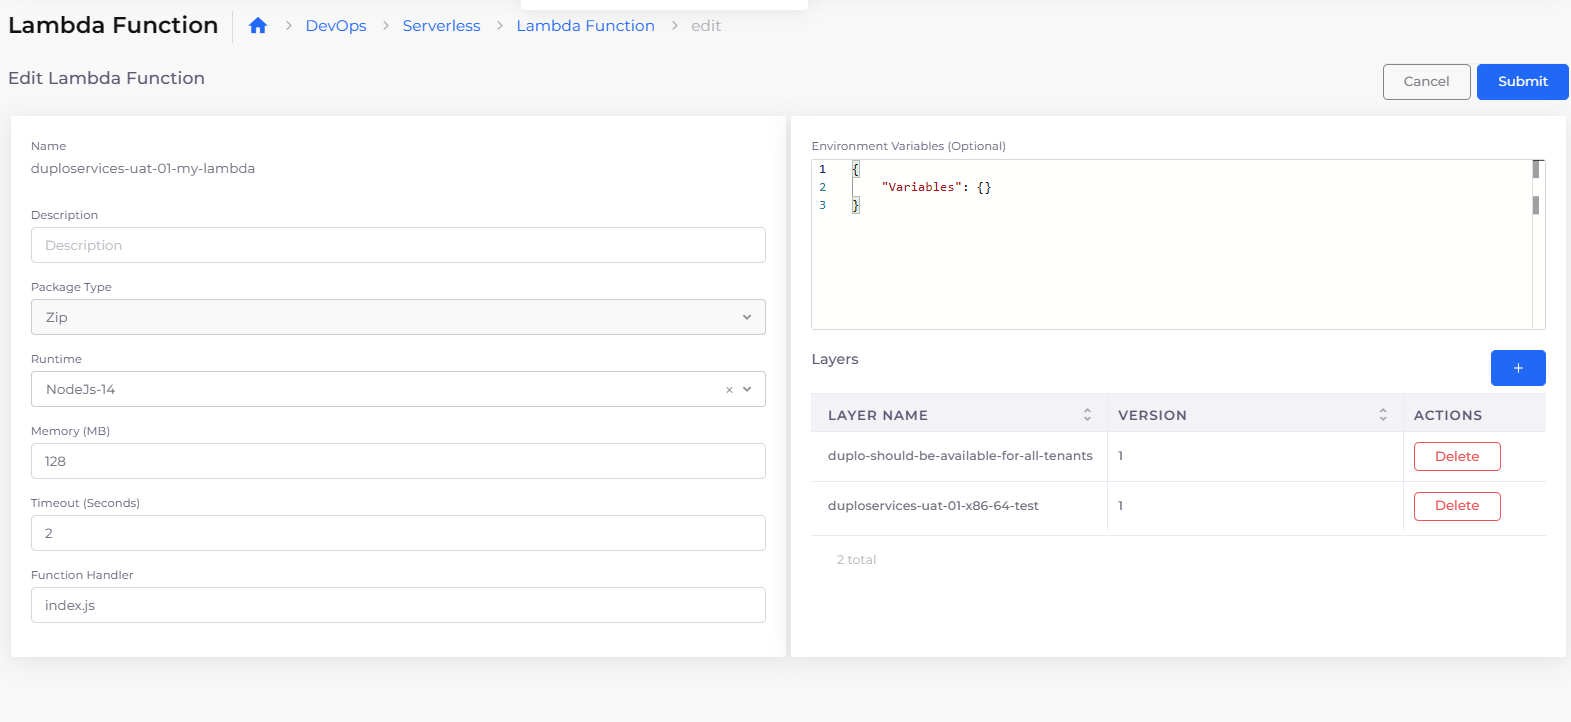 Lambda Function
DevOps
Serverless
Lambda Function
edit
Edit Lambda Function
Cancel
Submit
Name
duploservices-uat-01-my-lambda
Description
Description
Package Type
Zip
Runtime
NodeJs-14
Memory (MB)
128
Timeout (Seconds)
2
Function Handler
index.js
Environment Variables (Optional)
1 {
2 "Variables": {}
3 }
Layers
+
LAYER NAME VERSION ACTIONS
duplo-should-be-available-for-all-tenants 1 Delete
duploservices-uat-01-x86-64-test 1 Delete
2 total